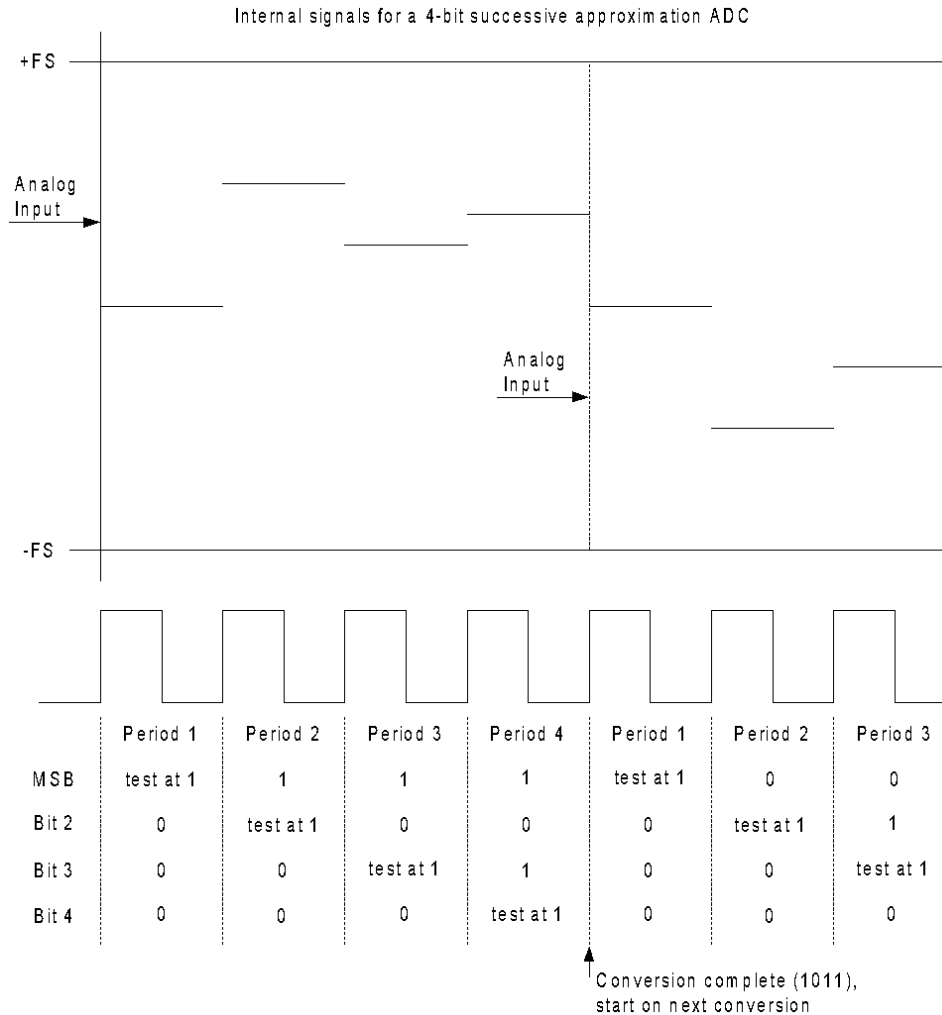 Internal signals for a 4-bit successive approximation ADC
+FS
Analog
Input
Analog
Input
-FS
Period 1 Period 2 Period 3 Period 4 Period 1 Period 2 Period 3
MSB test at 1 1 1 1 test at 1 0 0
Bit 2 0 test at 1 0 0 0 test at 1 1
Bit 3 0 0 test at 1 1 0 0 test at 1
Bit 4 0 0 0 test at 1 0 0 0
Conversion complete (1011),
start on next conversion